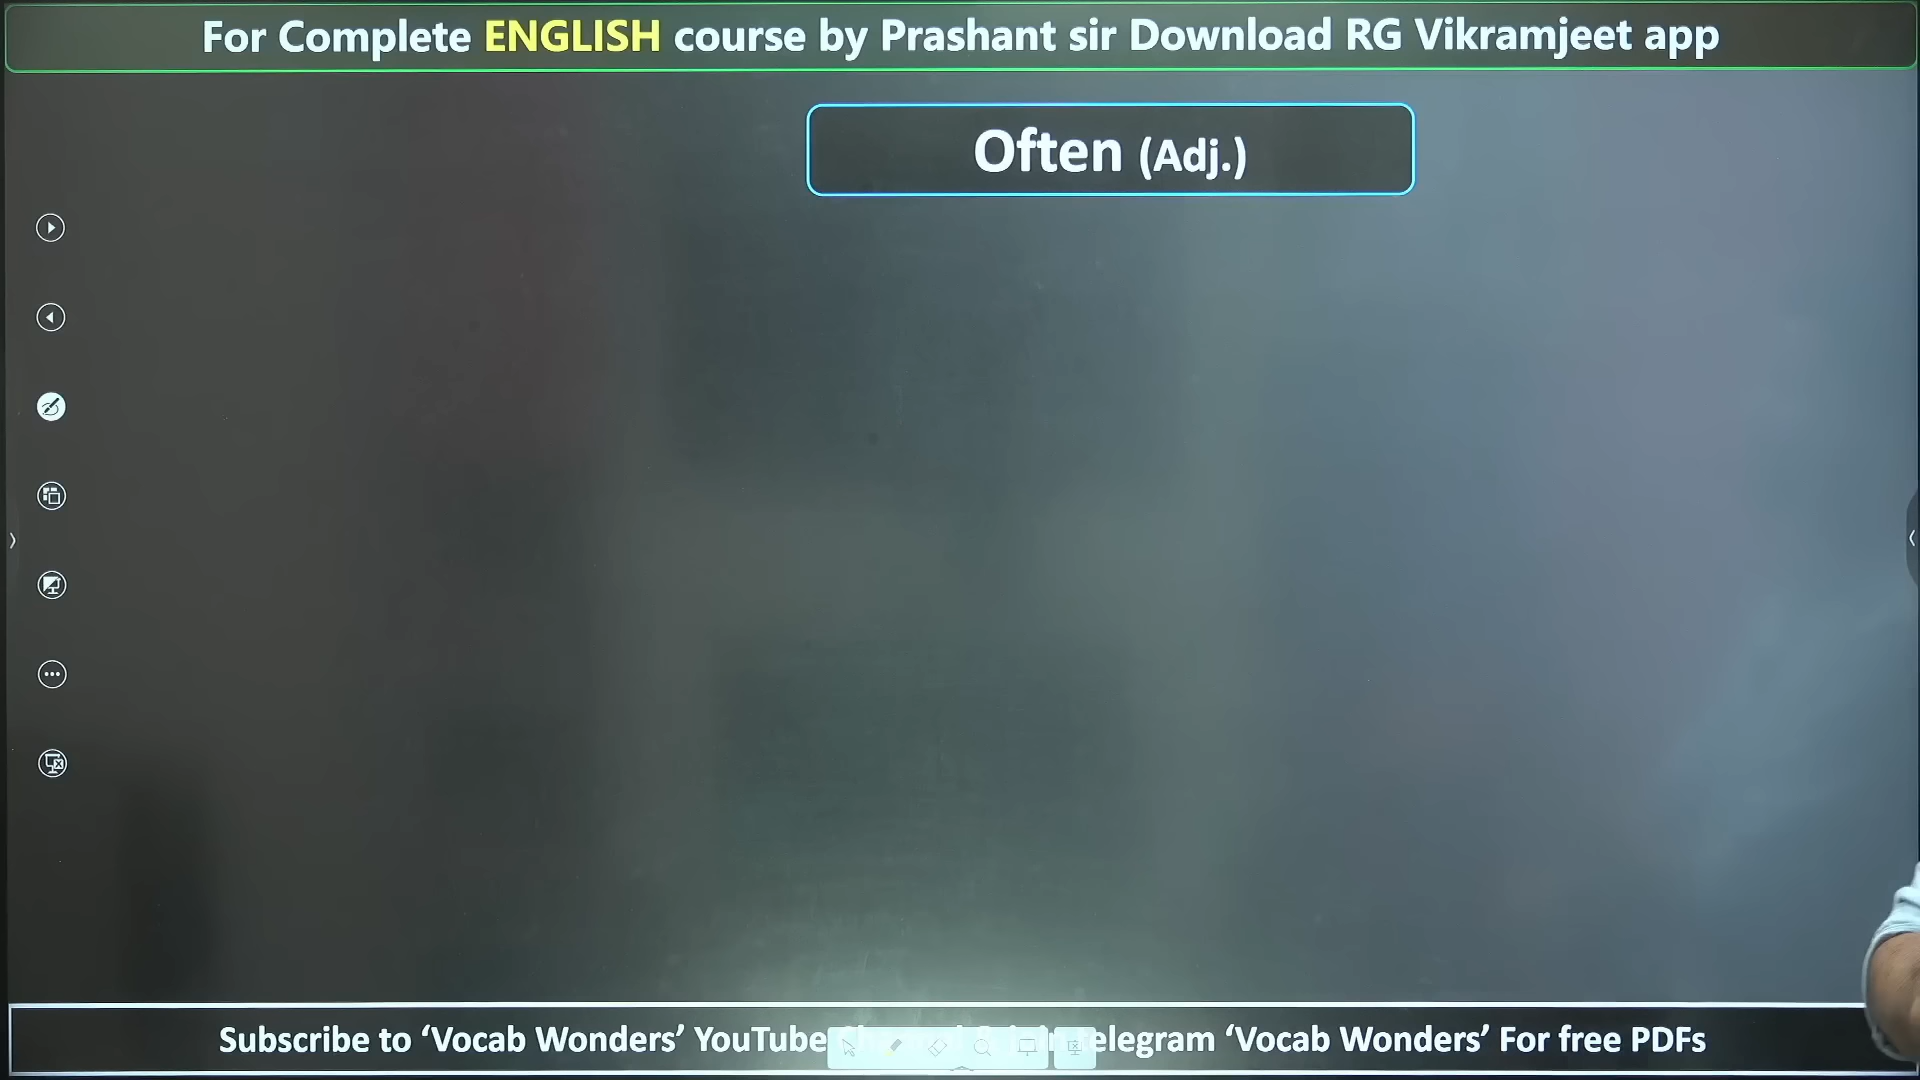 For Complete ENGLISH course by Prashant sir Download RG Vikramjeet app
Often (Adj.)
Subscribe to ‘Vocab Wonders’ YouTube telegram ‘Vocab Wonders’ For free PDFs